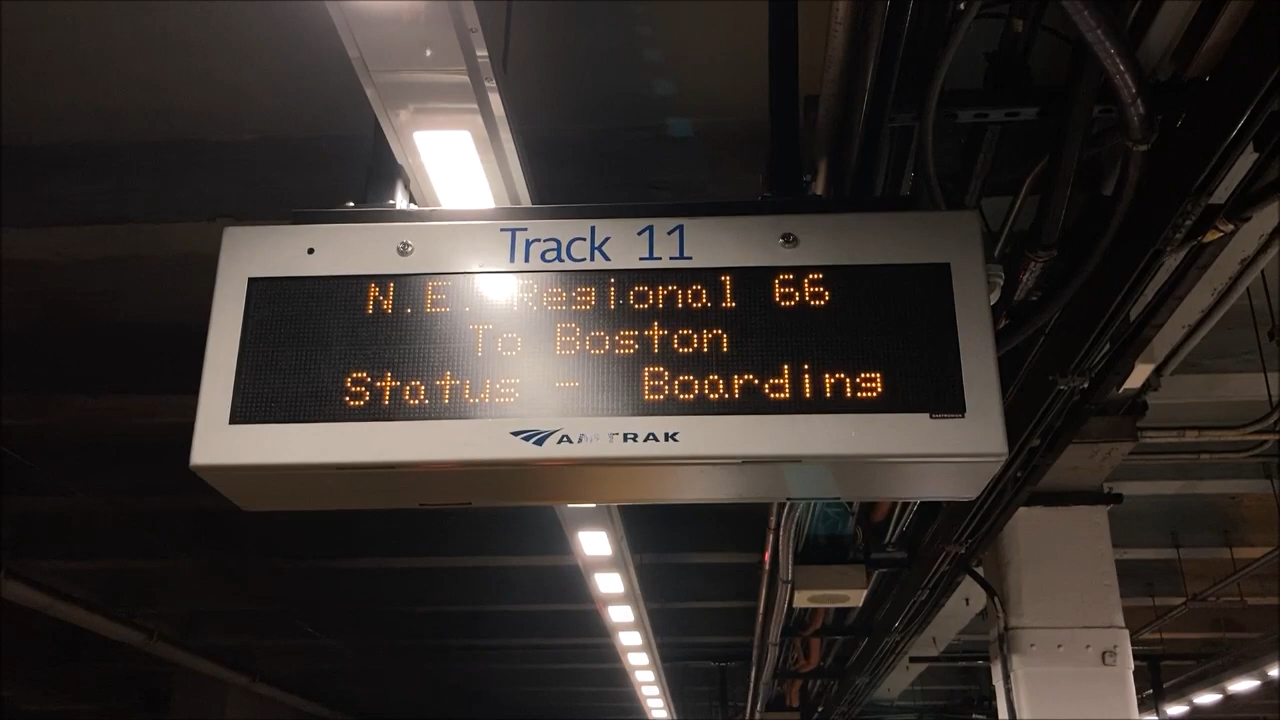 Track 11
N.E. Regional 66
To Boston
Status - Boarding
AMTRAK